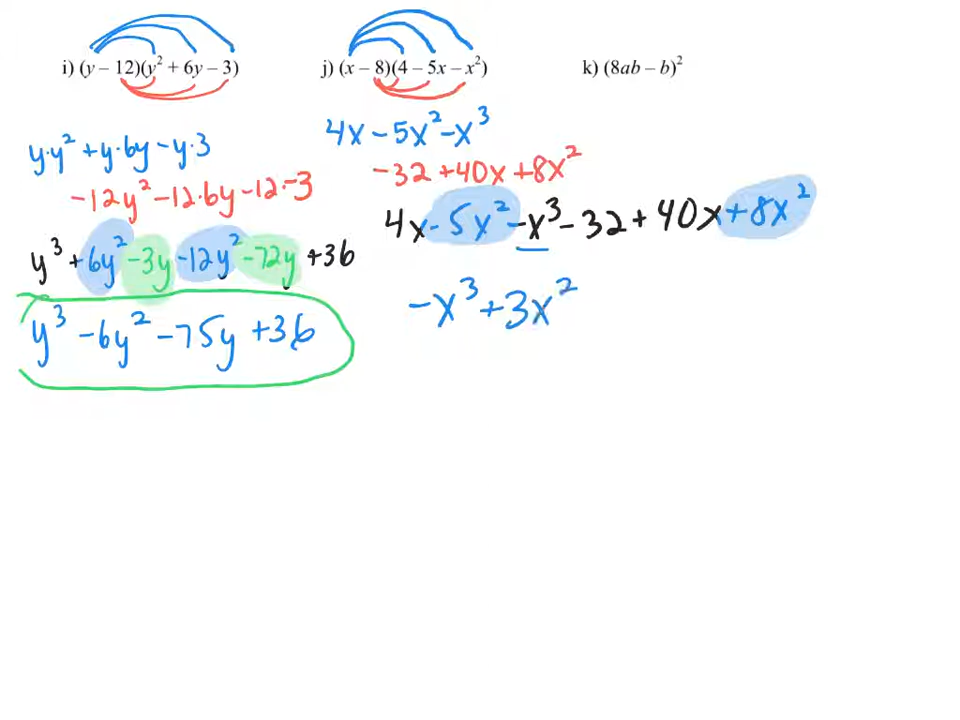 i) (y – 12)(y² + 6y – 3)
y·y² + y·6y – y·3
–12y² – 12·6y – 12·–3
y³ + 6y² – 3y – 12y² – 72y + 36
y³ – 6y² – 75y + 36
j) (x – 8)(4 – 5x – x²)
4x – 5x² – x³
–32 + 40x + 8x²
4x – 5x² – x³ – 32 + 40x + 8x²
–x³ + 3x²
k) (8ab – b)²